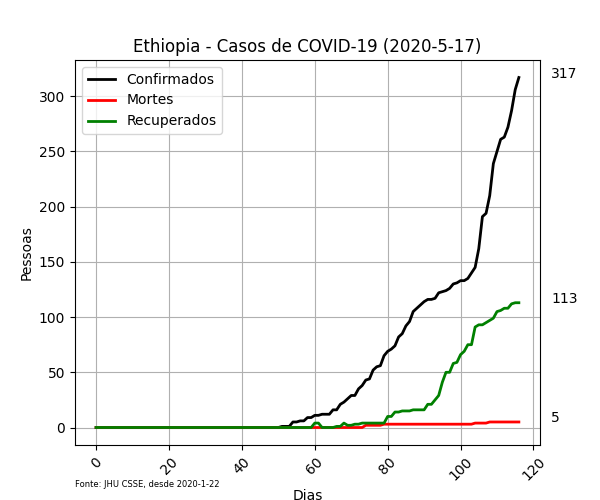 Ethiopia - Casos de COVID-19 (2020-5-17)
Confirmados
Mortes
Recuperados
317
113
5
Pessoas
300
250
200
150
100
50
0
0
20
40
60
80
100
120
Fonte: JHU CSSE, desde 2020-1-22
Dias